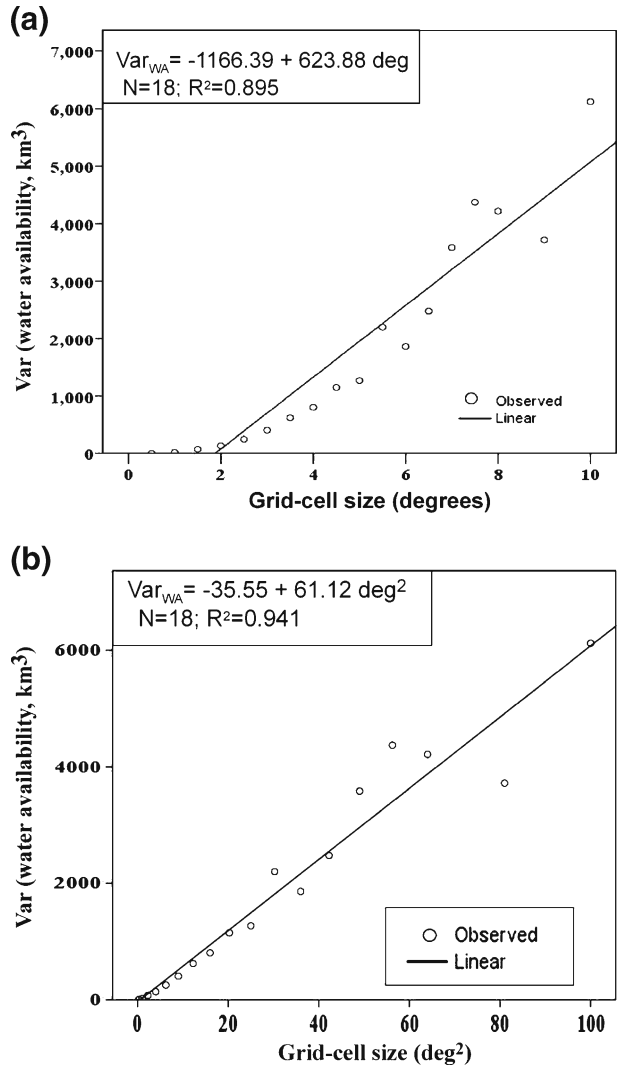 (a)
Var_WA= -1166.39 + 623.88 deg
N=18; R²=0.895
Var (water availability, km³)
7,000
6,000
5,000
4,000
3,000
2,000
1,000
0
Observed
Linear
0 2 4 6 8 10
Grid-cell size (degrees)
(b)
Var_WA= -35.55 + 61.12 deg²
N=18; R²=0.941
Var (water availability, km³)
6000
4000
2000
0
Observed
Linear
0 20 40 60 80 100
Grid-cell size (deg²)